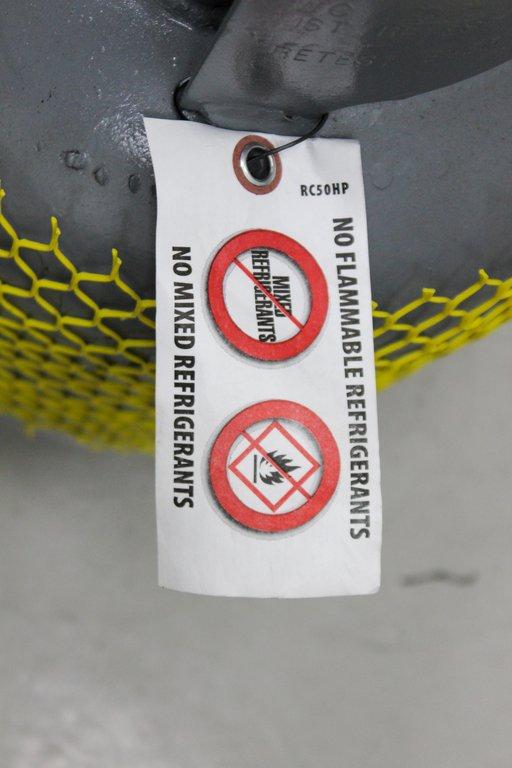 RC50HP
NO FLAMMABLE REFRIGERANTS
MIXED
REFRIGERANTS
NO MIXED REFRIGERANTS